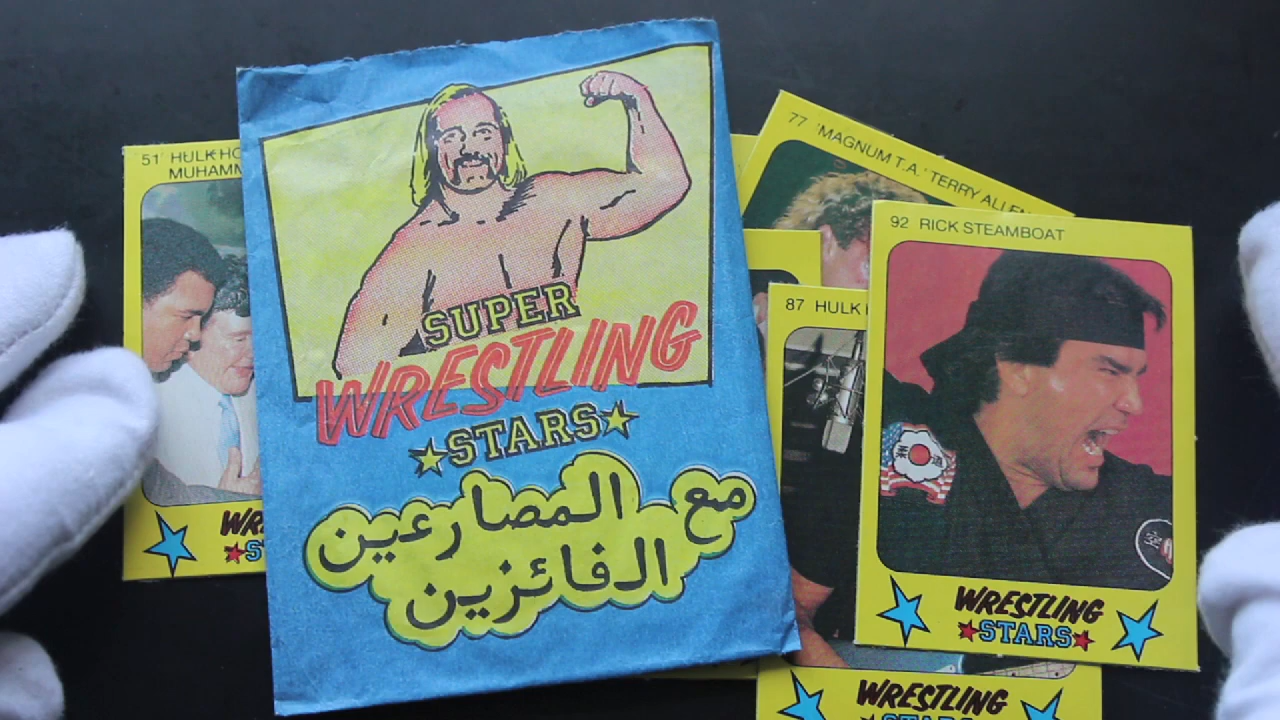 51 HULK HO
MUHAMM
WR
S
SUPER
WRESTLING
STARS
مع المصارعين
الفائزين
77 'MAGNUM T.A.' TERRY ALLEN
87 HULK
92 RICK STEAMBOAT
WRESTLING
STARS
WRESTLING